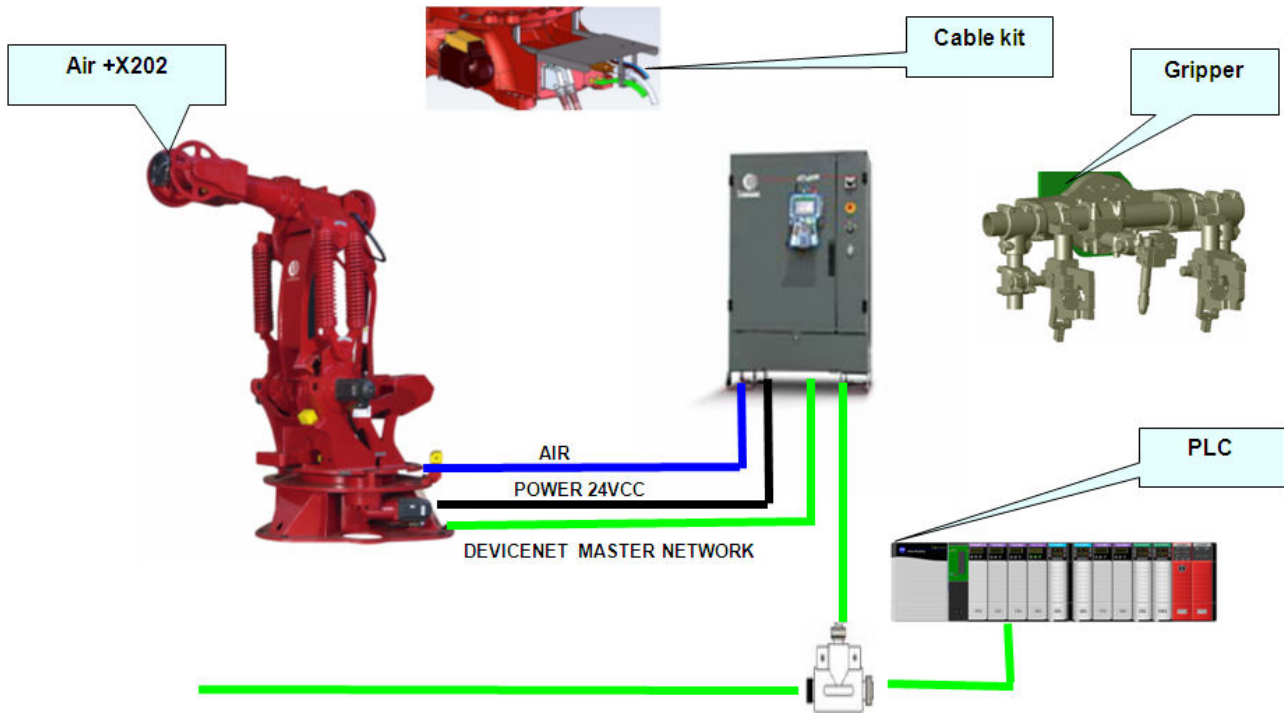 Air +X202
Cable kit
Gripper
AIR
POWER 24VCC
DEVICENET MASTER NETWORK
PLC